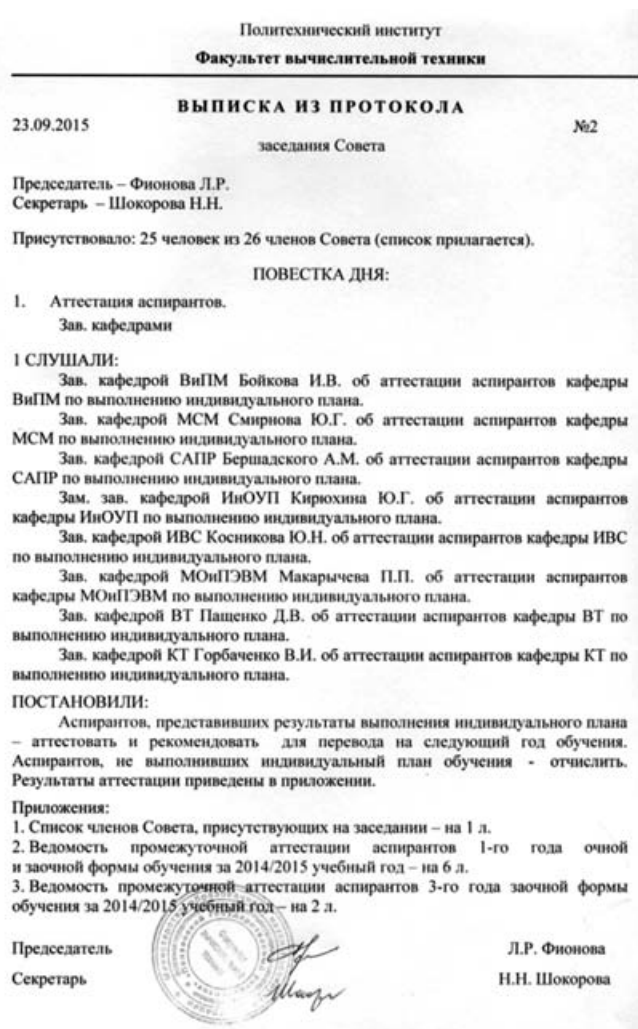 Политехнический институт
Факультет вычислительной техники
ВЫПИСКА ИЗ ПРОТОКОЛА
23.09.2015 №2
заседания Совета
Председатель – Фионова Л.Р.
Секретарь – Шокорова Н.Н.
Присутствовало: 25 человек из 26 членов Совета (список прилагается).
ПОВЕСТКА ДНЯ:
1. Аттестация аспирантов.
Зав. кафедрами
1 СЛУШАЛИ:
Зав. кафедрой ВиПМ Бойкова И.В. об аттестации аспирантов кафедры
ВиПМ по выполнению индивидуального плана.
Зав. кафедрой МСМ Смирнова Ю.Г. об аттестации аспирантов кафедры
МСМ по выполнению индивидуального плана.
Зав. кафедрой САПР Бершадского А.М. об аттестации аспирантов кафедры
САПР по выполнению индивидуального плана.
Зам. зав. кафедрой ИнОУП Кирюхина Ю.Г. об аттестации аспирантов
кафедры ИнОУП по выполнению индивидуального плана.
Зав. кафедрой ИВС Косникова Ю.Н. об аттестации аспирантов кафедры ИВС
по выполнению индивидуального плана.
Зав. кафедрой МОиПЭВМ Макарычева П.П. об аттестации аспирантов
кафедры МОиПЭВМ по выполнению индивидуального плана.
Зав. кафедрой ВТ Пащенко Д.В. об аттестации аспирантов кафедры ВТ по
выполнению индивидуального плана.
Зав. кафедрой КТ Горбаченко В.И. об аттестации аспирантов кафедры КТ по
выполнению индивидуального плана.
ПОСТАНОВИЛИ:
Аспирантов, представивших результаты выполнения индивидуального плана
– аттестовать и рекомендовать для перевода на следующий год обучения.
Аспирантов, не выполнивших индивидуальный план обучения - отчислить.
Результаты аттестации приведены в приложении.
Приложения:
1. Список членов Совета, присутствующих на заседании – на 1 л.
2. Ведомость промежуточной аттестации аспирантов 1-го года очной
и заочной формы обучения за 2014/2015 учебный год – на 6 л.
3. Ведомость промежуточной аттестации аспирантов 3-го года заочной формы
обучения за 2014/2015 учебный год – на 2 л.
Председатель Л.Р. Фионова
Секретарь Н.Н. Шокорова